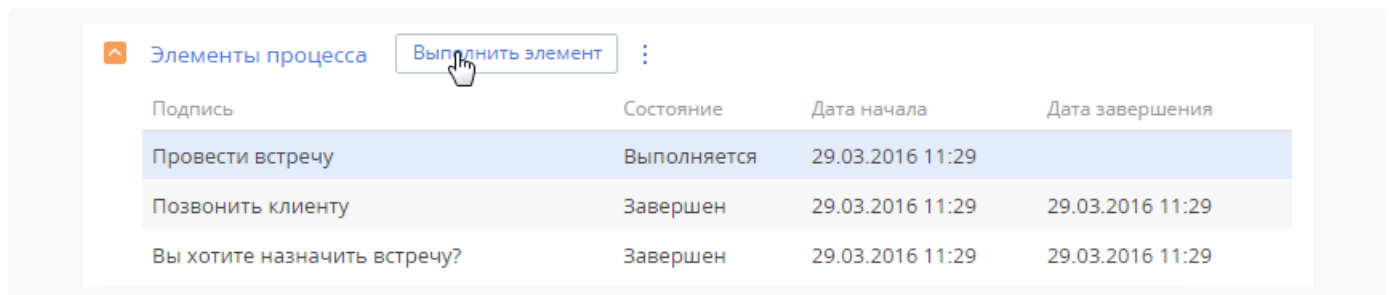 Элементы процесса Выполнить элемент
Подпись Состояние Дата начала Дата завершения
Провести встречу Выполняется 29.03.2016 11:29
Позвонить клиенту Завершен 29.03.2016 11:29 29.03.2016 11:29
Вы хотите назначить встречу? Завершен 29.03.2016 11:29 29.03.2016 11:29